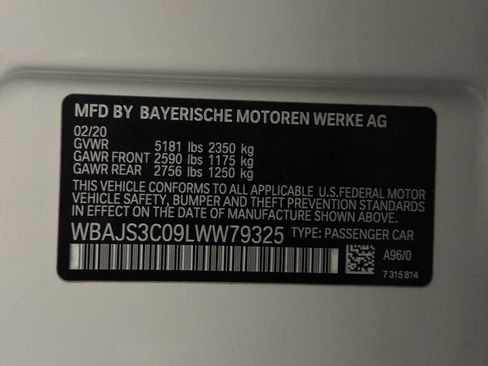 MFD BY BAYERISCHE MOTOREN WERKE AG
02/20
GVWR 5181 lbs 2350 kg
GAWR FRONT 2590 lbs 1175 kg
GAWR REAR 2756 lbs 1250 kg
THIS VEHICLE CONFORMS TO ALL APPLICABLE U.S.FEDERAL MOTOR
VEHICLE SAFETY, BUMPER AND THEFT PREVENTION STANDARDS
IN EFFECT ON THE DATE OF MANUFACTURE SHOWN ABOVE.
WBAJS3C09LWW79325 TYPE: PASSENGER CAR
A96/0
7 315 814